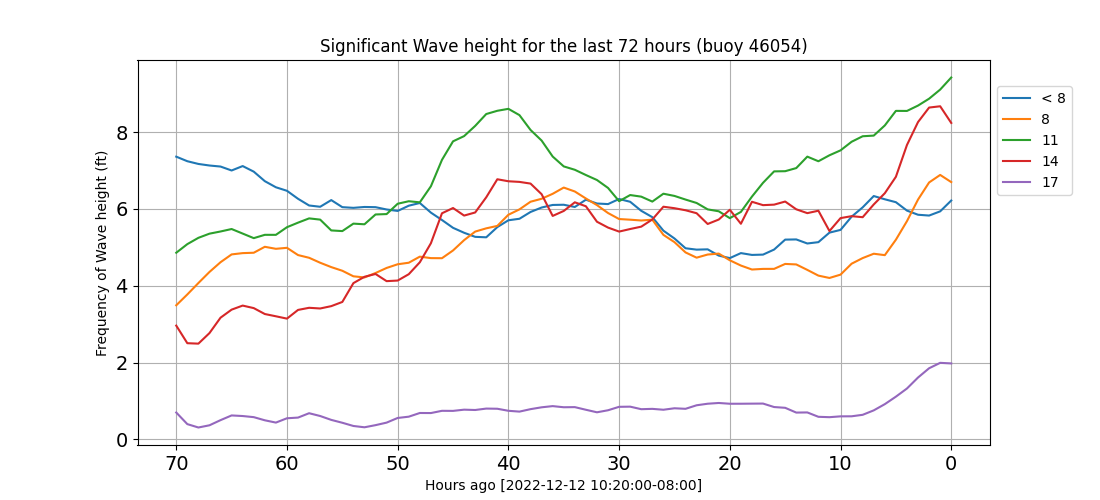 Significant Wave height for the last 72 hours (buoy 46054)
Frequency of Wave height (ft)
8
6
4
2
0
70 60 50 40 30 20 10 0
Hours ago [2022-12-12 10:20:00-08:00]
< 8
8
11
14
17